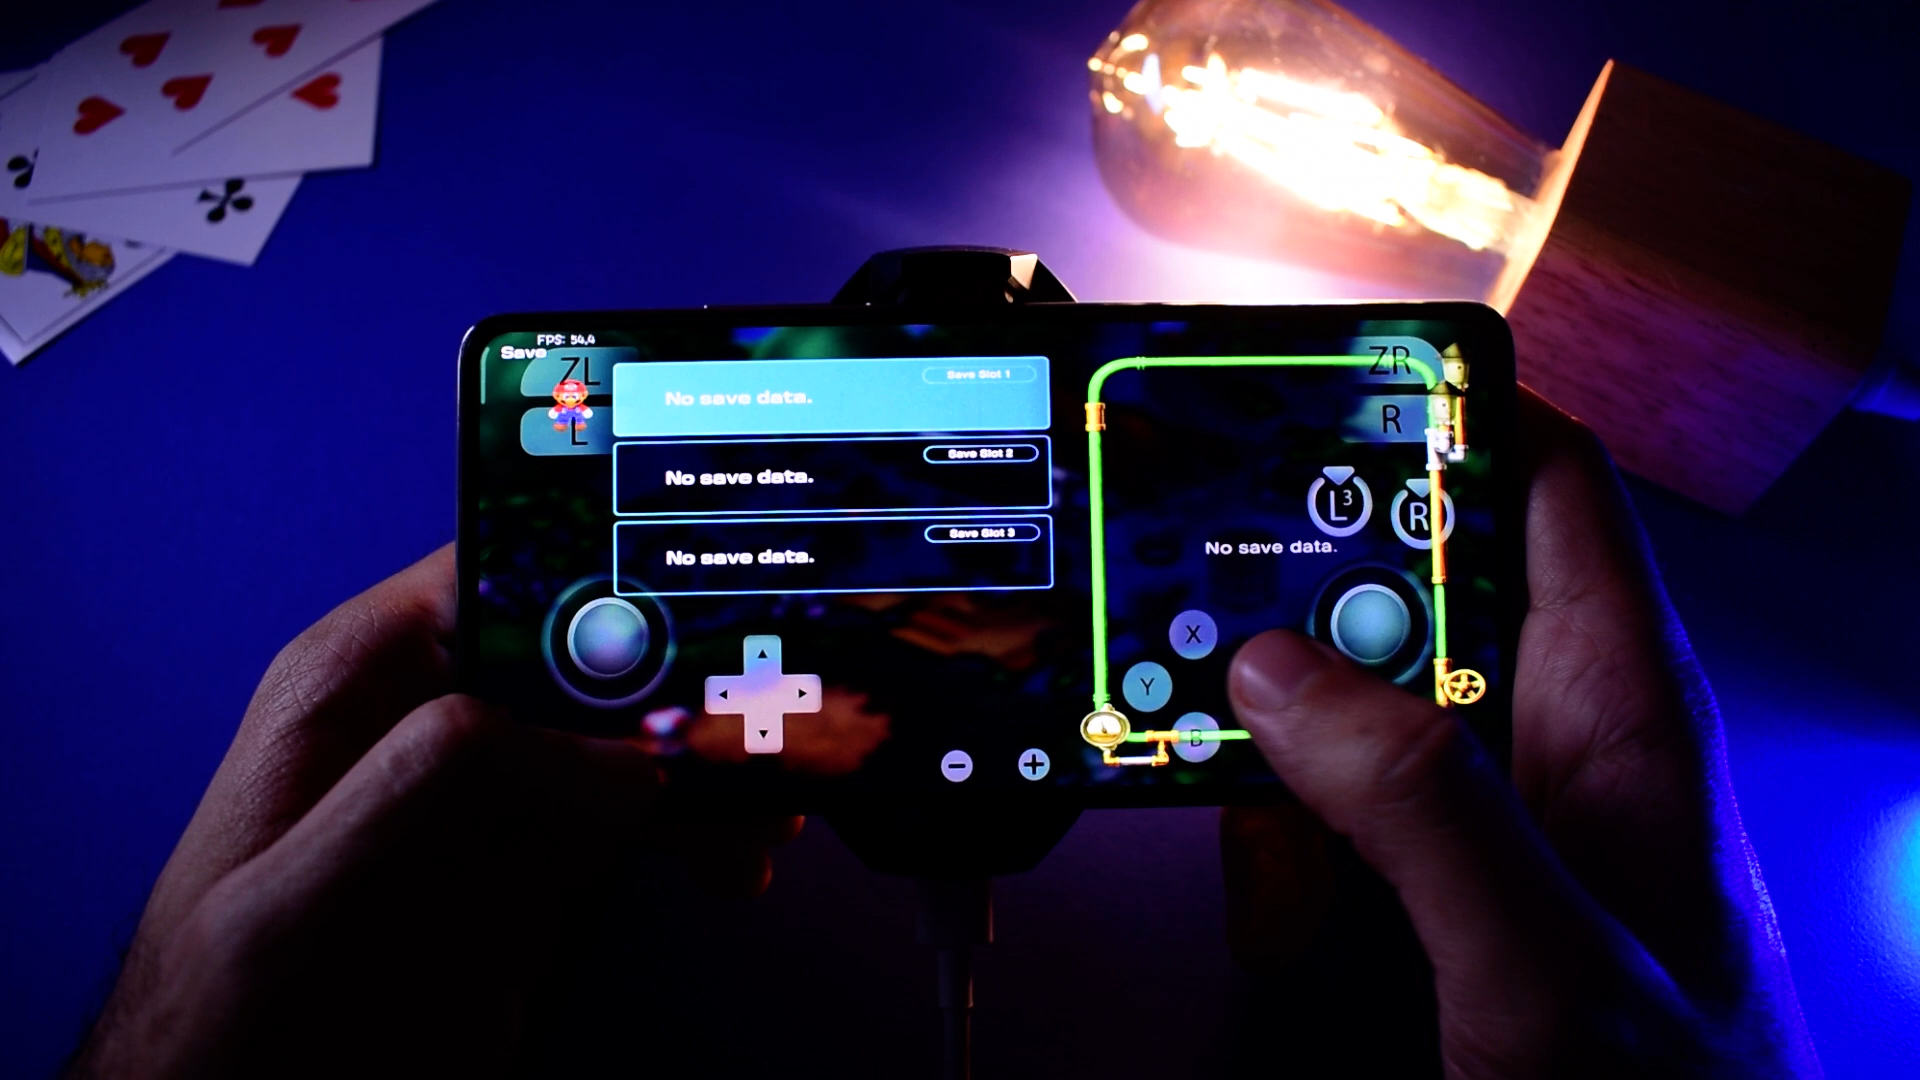 FPS: 54,4
Save
ZL
L
Save Slot 1
No save data.
Save Slot 2
No save data.
Save Slot 3
No save data.
ZR
R
L3
R
No save data.
X
Y
B